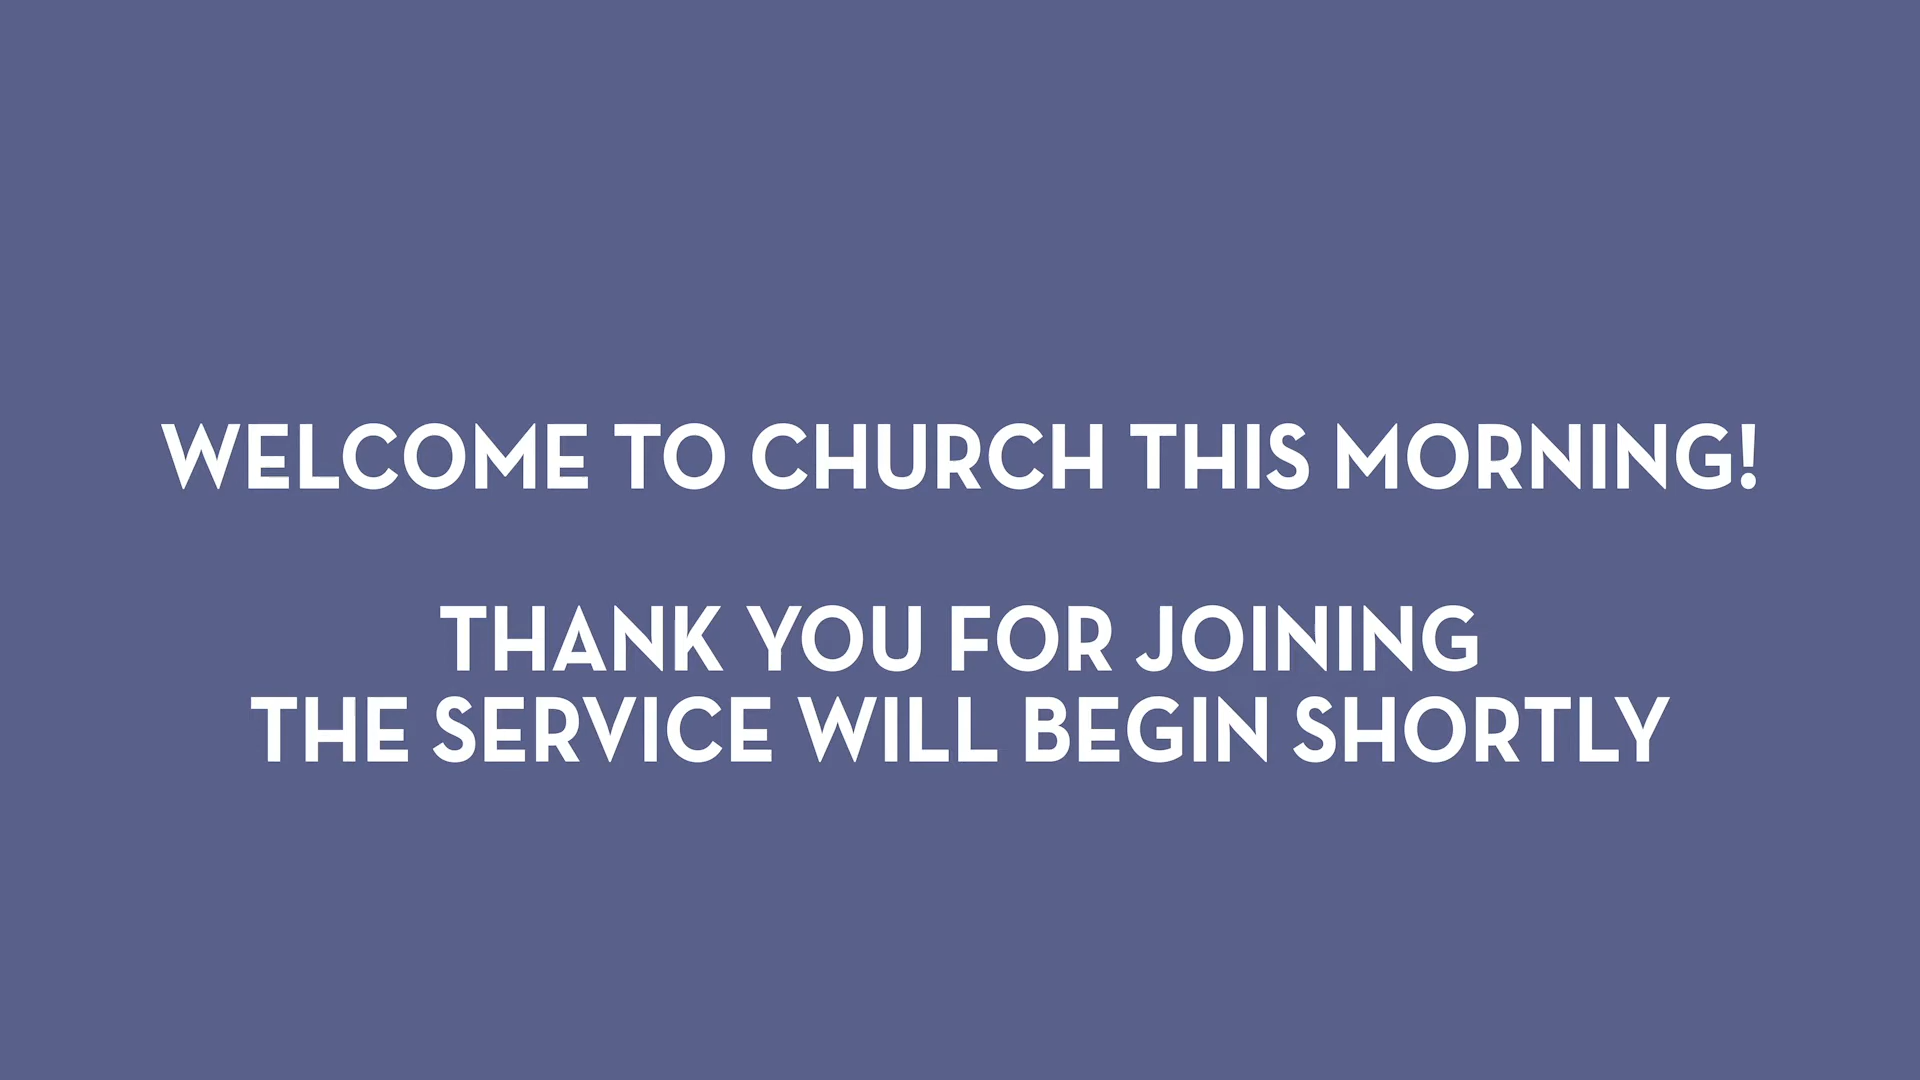 WELCOME TO CHURCH THIS MORNING!
THANK YOU FOR JOINING
THE SERVICE WILL BEGIN SHORTLY